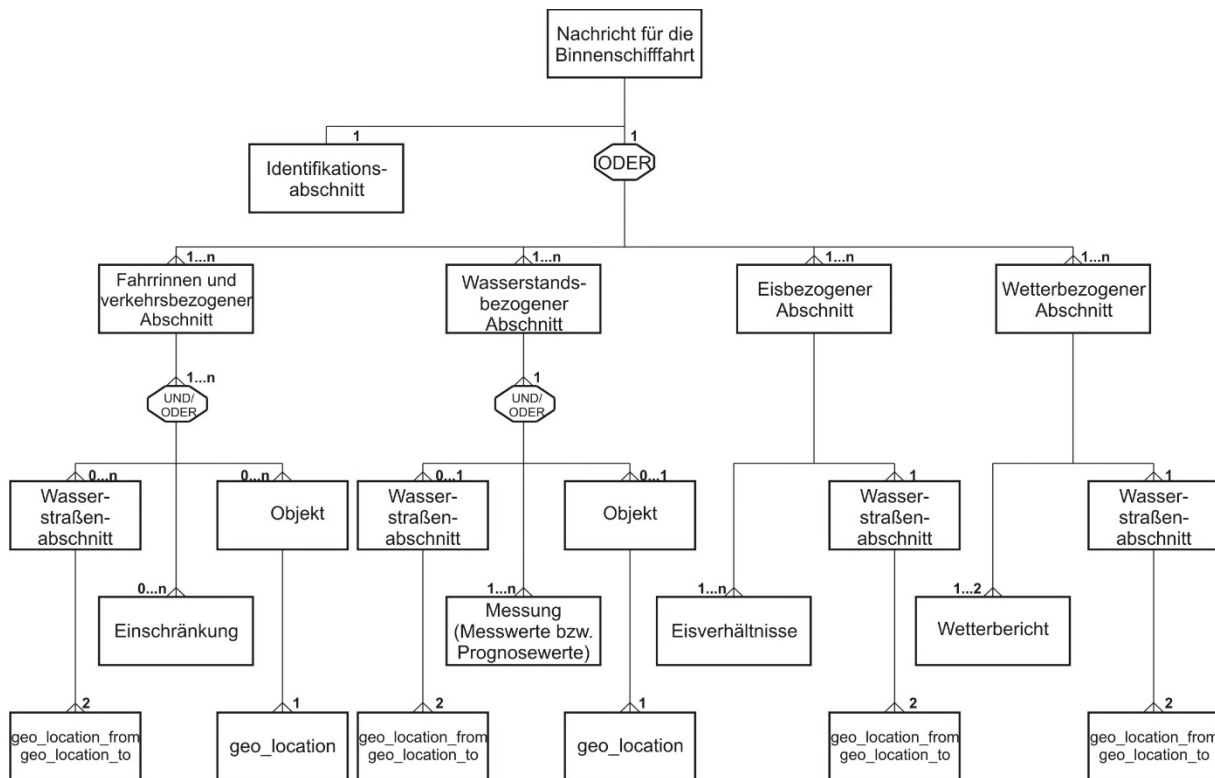 Nachricht für die
Binnenschifffahrt
1
1
Identifikations-
abschnitt
ODER
1...n
1...n
1...n
1...n
Fahrrinnen und
verkehrsbezogener
Abschnitt
Wasserstands-
bezogener
Abschnitt
Eisbezogener
Abschnitt
Wetterbezogener
Abschnitt
1...n
1
UND/
ODER
UND/
ODER
0...n
0...n
0...1
0...1
1
1
Wasser-
straßen-
abschnitt
Objekt
Wasser-
straßen-
abschnitt
Objekt
Wasser-
straßen-
abschnitt
Wasser-
straßen-
abschnitt
0...n
1...n
1...n
1...2
Einschränkung
Messung
(Messwerte bzw.
Prognosewerte)
Eisverhältnisse
Wetterbericht
2
1
2
1
2
2
geo_location_from
geo_location_to
geo_location
geo_location_from
geo_location_to
geo_location
geo_location_from
geo_location_to
geo_location_from
geo_location_to